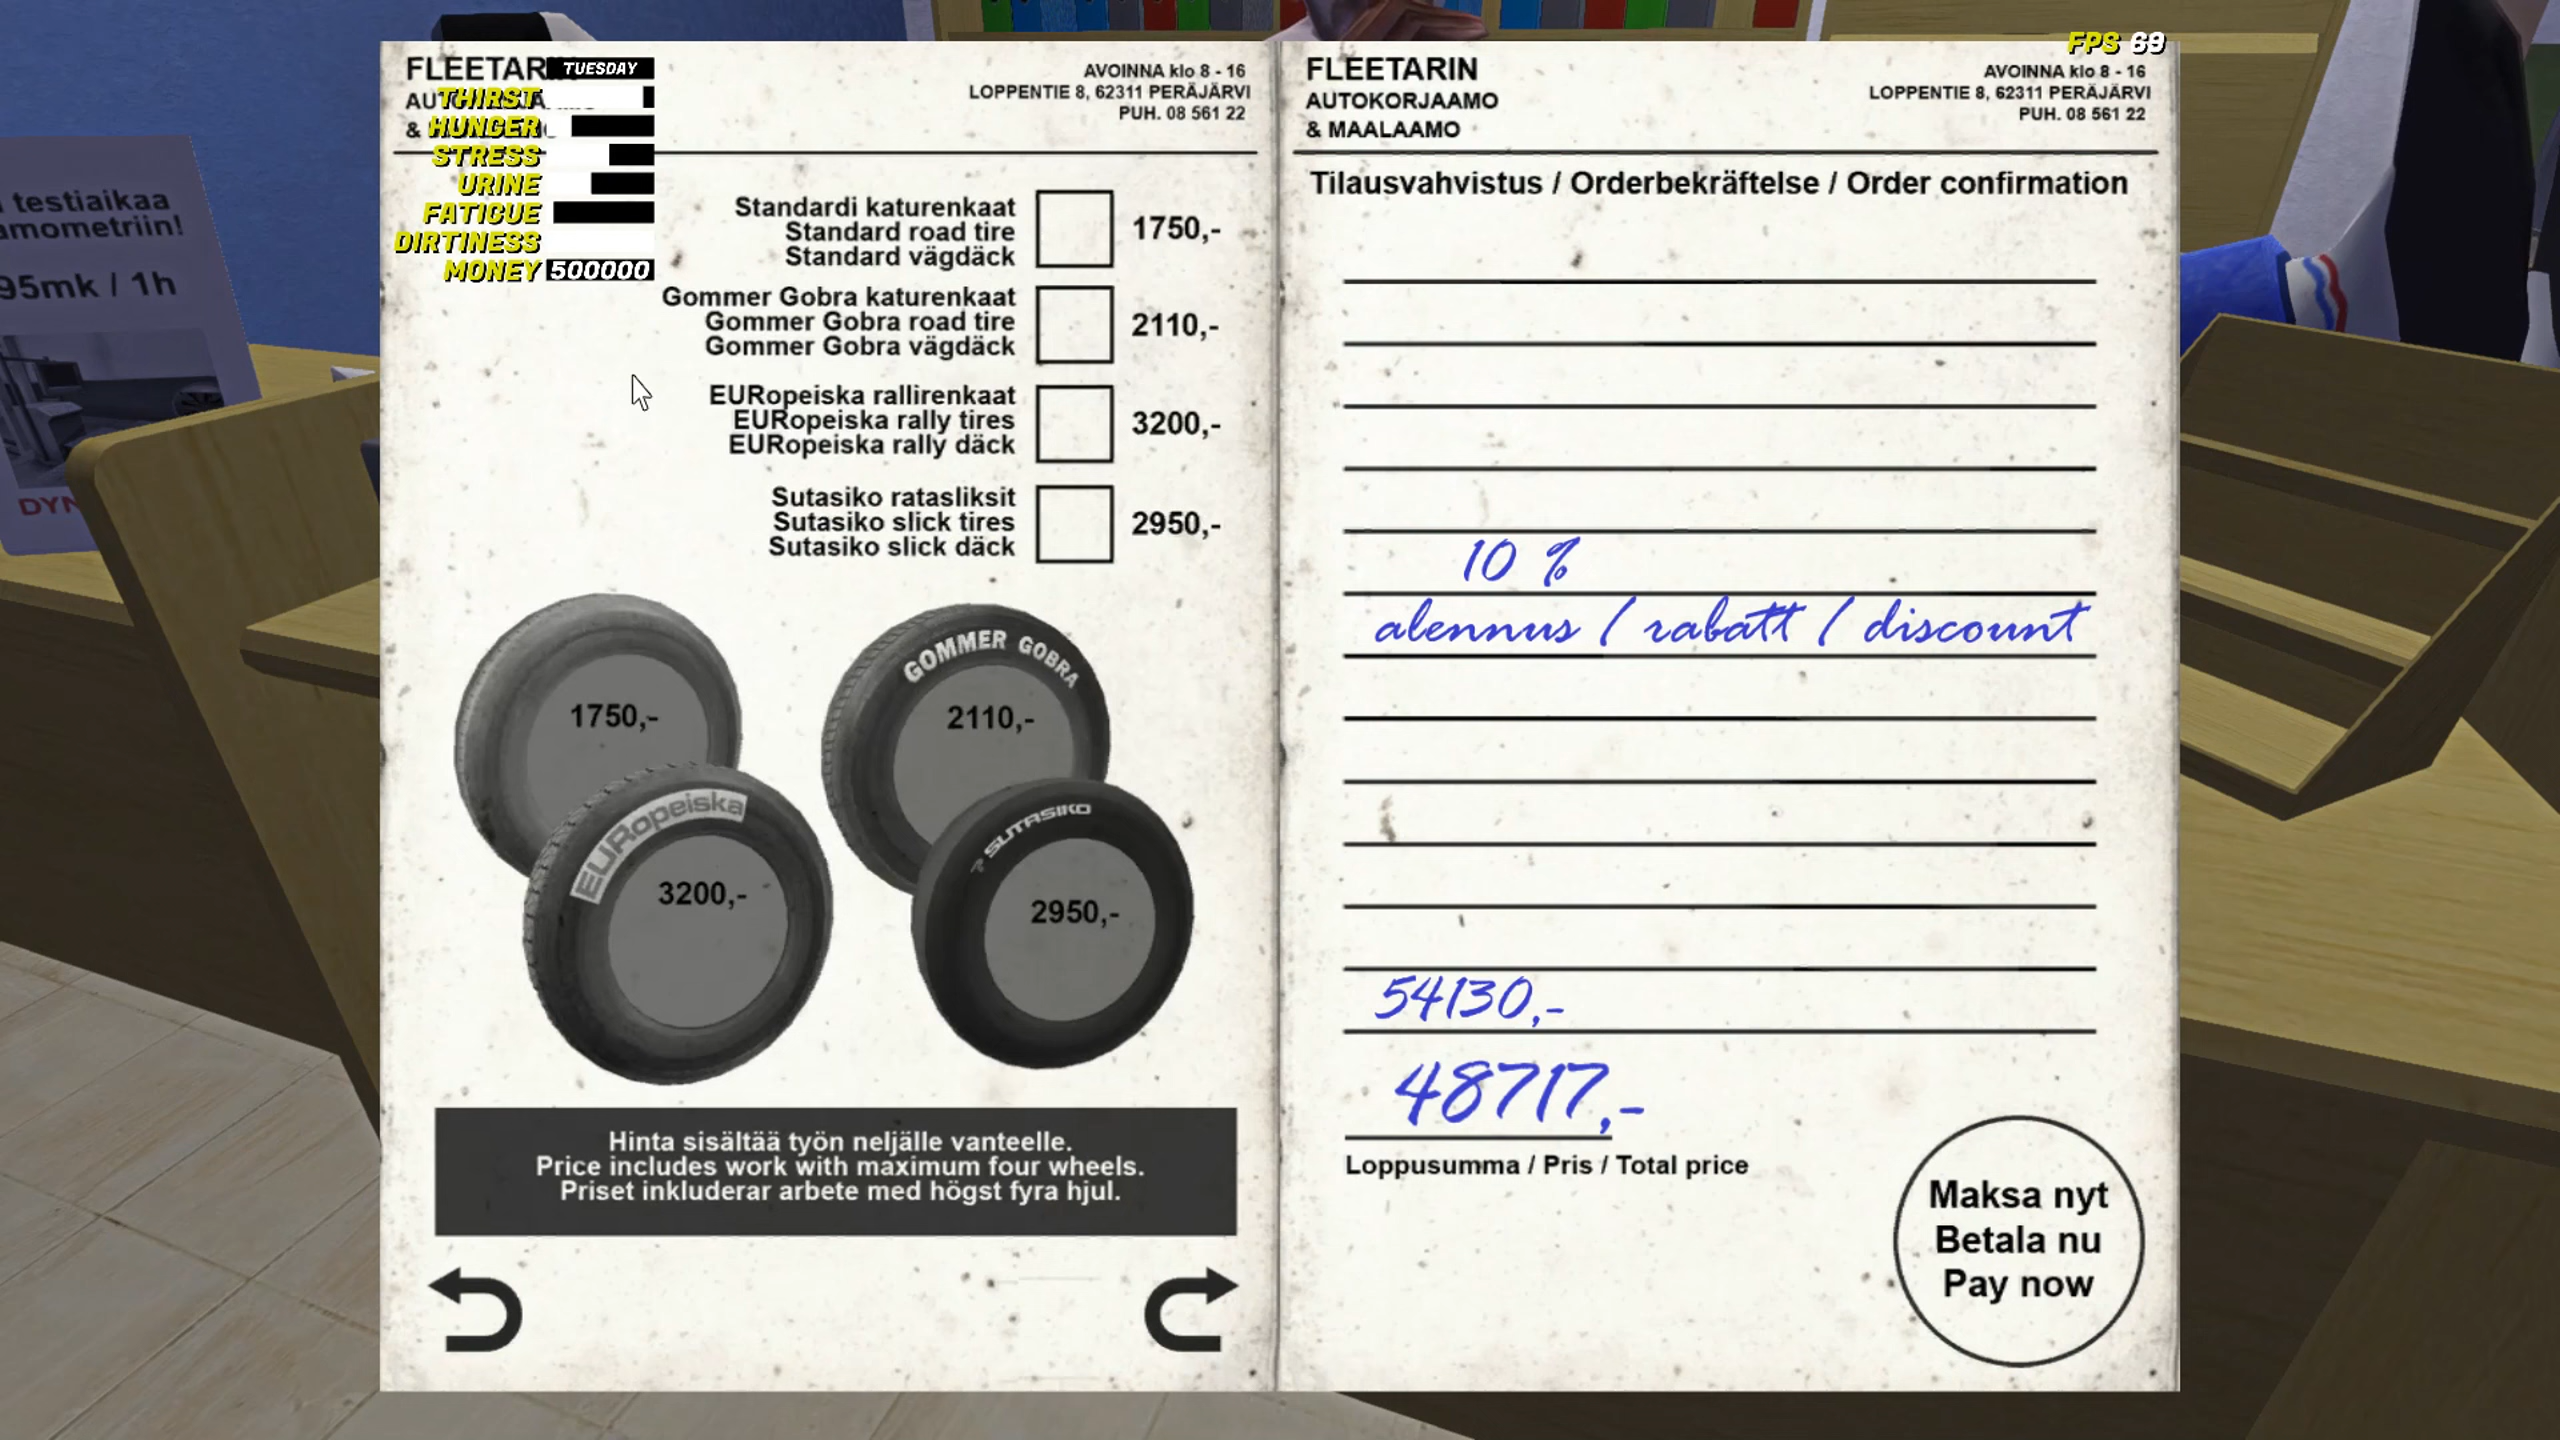 FPS 69
TUESDAY
THIRST
HUNGER
STRESS
URINE
FATIGUE
DIRTINESS
MONEY 500000
testiaikaa
amometriin!
95mk / 1h
DYN
AVOINNA klo 8 - 16
LOPPENTIE 8, 62311 PERÄJÄRVI
PUH. 08 561 22
Standardi katurenkaat
Standard road tire
Standard vägdäck
1750,-
Gommer Gobra katurenkaat
Gommer Gobra road tire
Gommer Gobra vägdäck
2110,-
EURopeiska rallirenkaat
EURopeiska rally tires
EURopeiska rally däck
3200,-
Sutasiko ratasliksit
Sutasiko slick tires
Sutasiko slick däck
2950,-
1750,-
GOMMER GOBRA
2110,-
EURopeiska
3200,-
SUTASIKO
2950,-
Hinta sisältää työn neljälle vanteelle.
Price includes work with maximum four wheels.
Priset inkluderar arbete med högst fyra hjul.
FLEETARIN
AUTOKORJAAMO
& MAALAAMO
AVOINNA klo 8 - 16
LOPPENTIE 8, 62311 PERÄJÄRVI
PUH. 08 561 22
Tilausvahvistus / Orderbekräftelse / Order confirmation
10 %
alennus / rabatt / discount
54130,-
48717,-
Loppusumma / Pris / Total price
Maksa nyt
Betala nu
Pay now